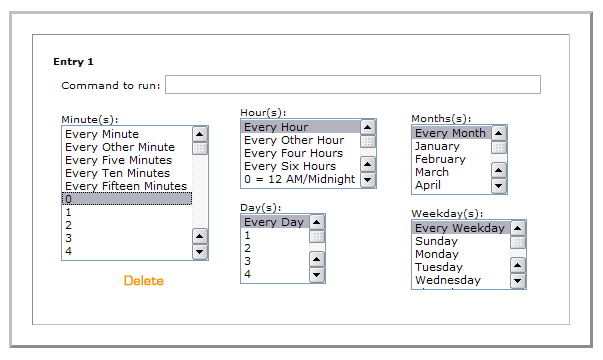 Entry 1
Command to run:
Minute(s):
Every Minute
Every Other Minute
Every Five Minutes
Every Ten Minutes
Every Fifteen Minutes
0
1
2
3
4
Delete
Hour(s):
Every Hour
Every Other Hour
Every Four Hours
Every Six Hours
0 = 12 AM/Midnight
Day(s):
Every Day
1
2
3
4
Months(s):
Every Month
January
February
March
April
Weekday(s):
Every Weekday
Sunday
Monday
Tuesday
Wednesday